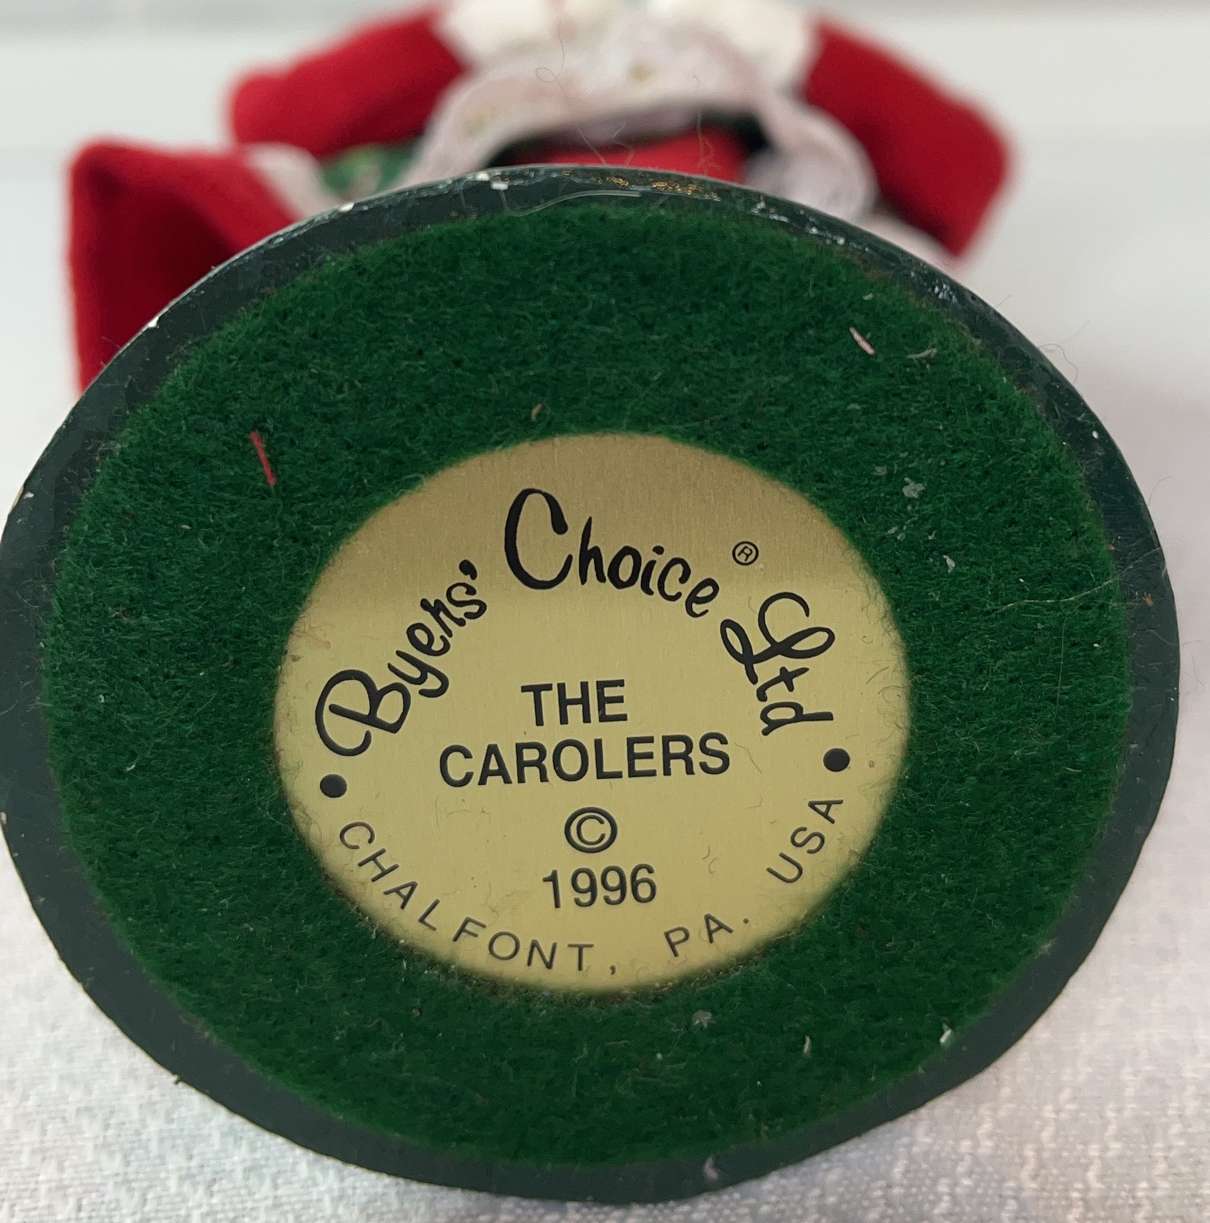 Byers' Choice® Ltd
THE
CAROLERS
©
1996
• CHALFONT, PA. USA •